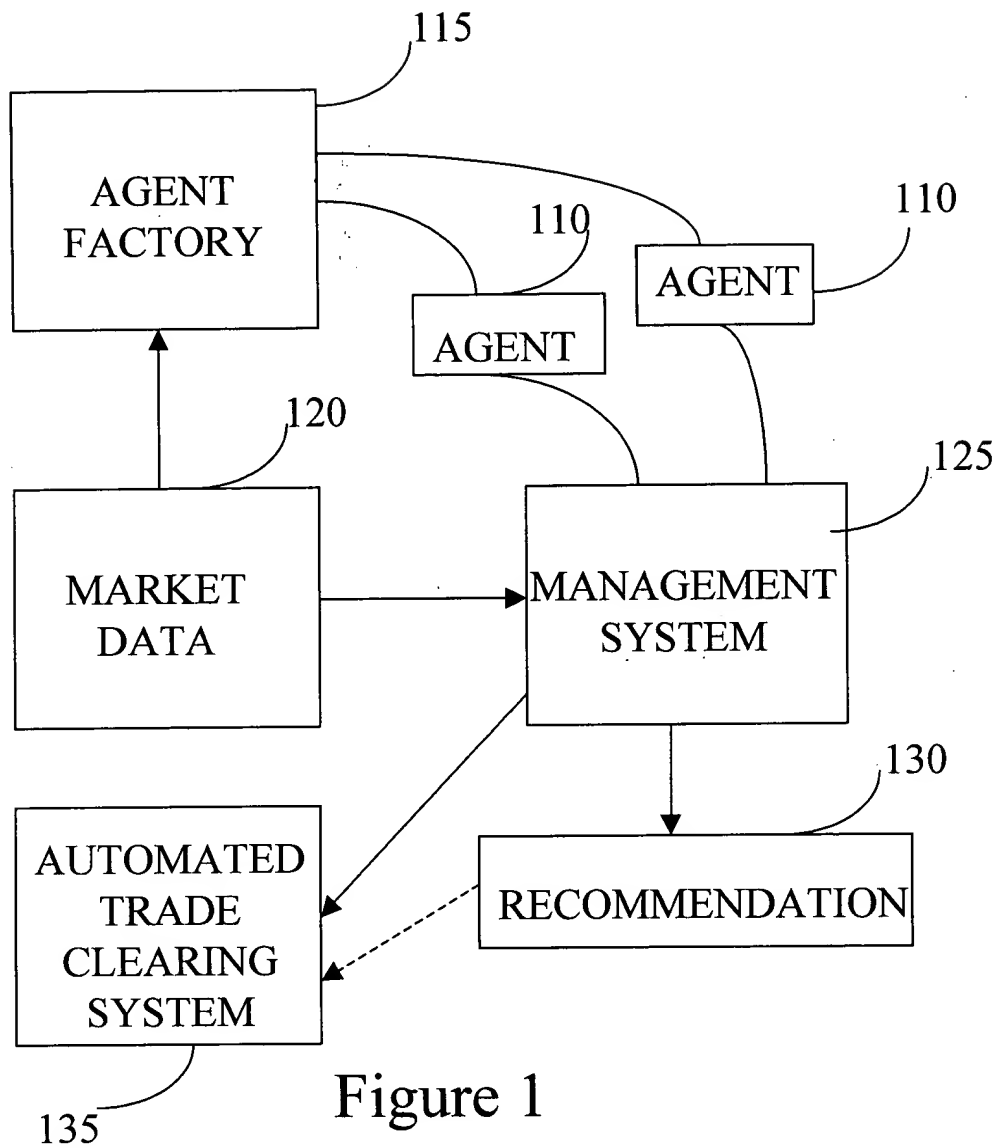 115
AGENT
FACTORY
110
AGENT
110
AGENT
120
MARKET
DATA
125
MANAGEMENT
SYSTEM
130
RECOMMENDATION
AUTOMATED
TRADE
CLEARING
SYSTEM
135
Figure 1